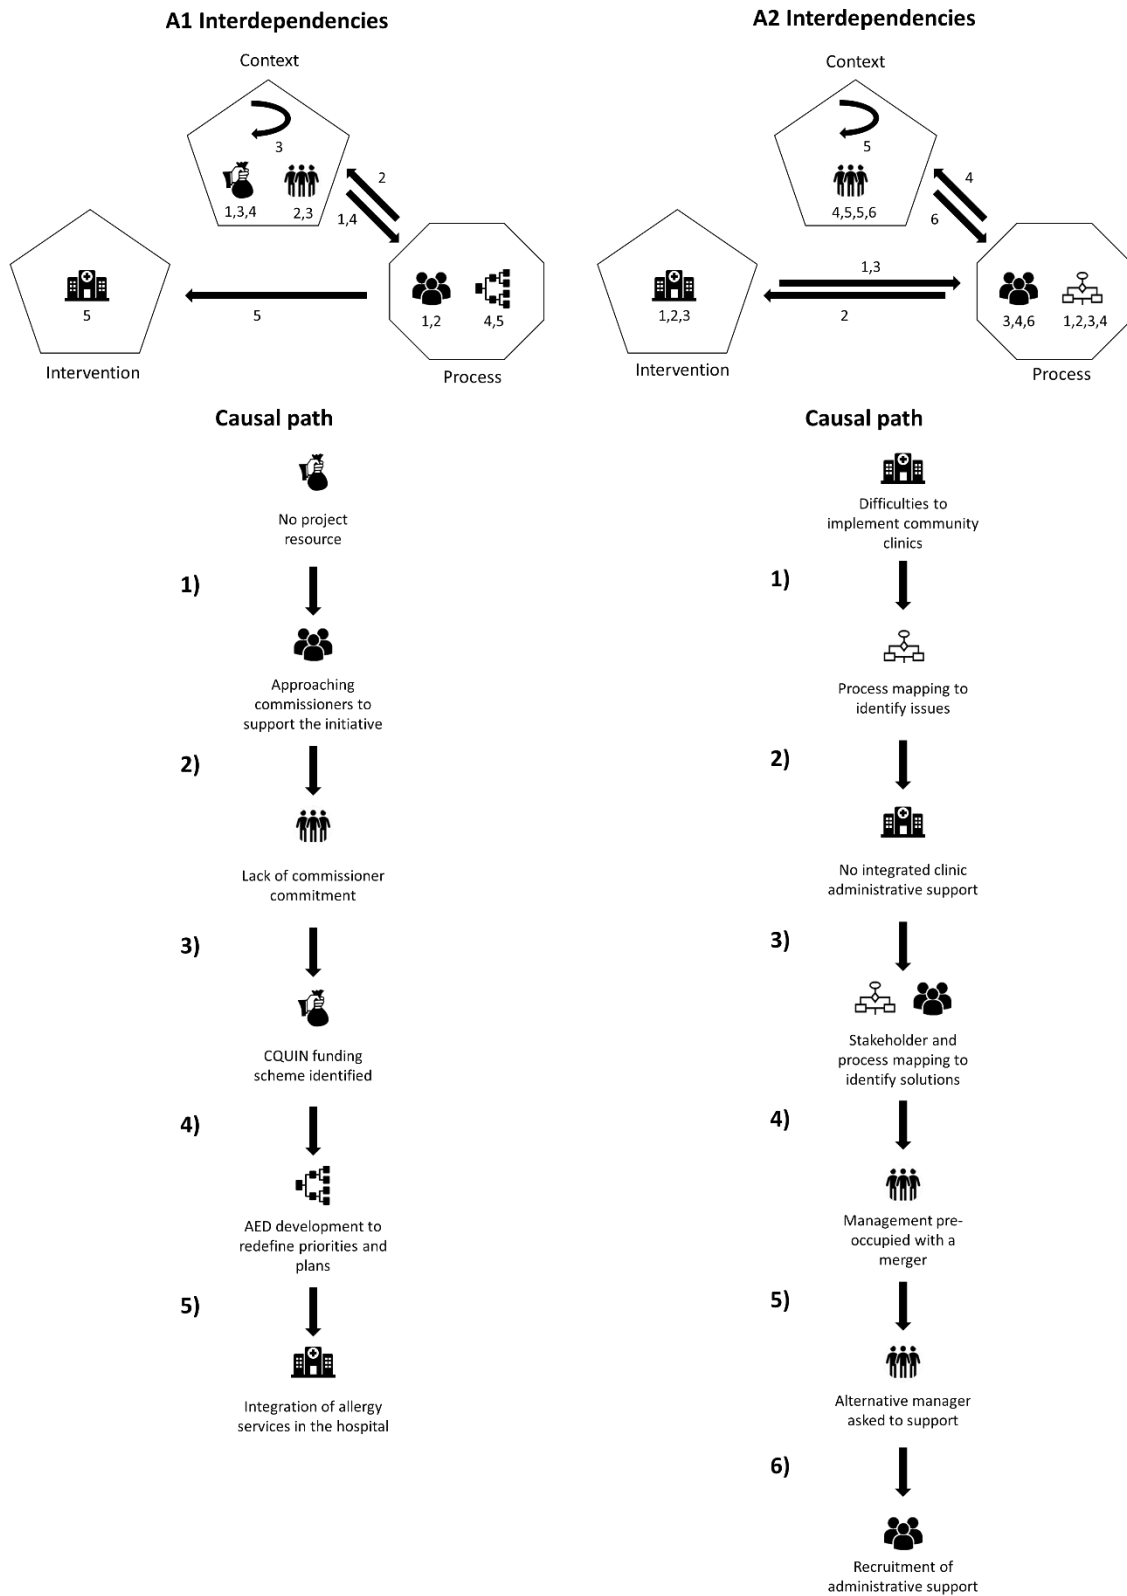 A1 Interdependencies
Context
3
1,3,4
2,3
2
1,4
5
5
1,2
4,5
Intervention
Process
Causal path
No project
resource
1)
Approaching
commissioners to
support the initiative
2)
Lack of commissioner
commitment
3)
CQUIN funding
scheme identified
4)
AED development to
redefine priorities and
plans
5)
Integration of allergy
services in the hospital
A2 Interdependencies
Context
5
4,5,5,6
4
6
1,3
2
1,2,3
3,4,6
1,2,3,4
Intervention
Process
Causal path
Difficulties to
implement community
clinics
1)
Process mapping to
identify issues
2)
No integrated clinic
administrative support
3)
Stakeholder and
process mapping to
identify solutions
4)
Management pre-
occupied with a
merger
5)
Alternative manager
asked to support
6)
Recruitment of
administrative support